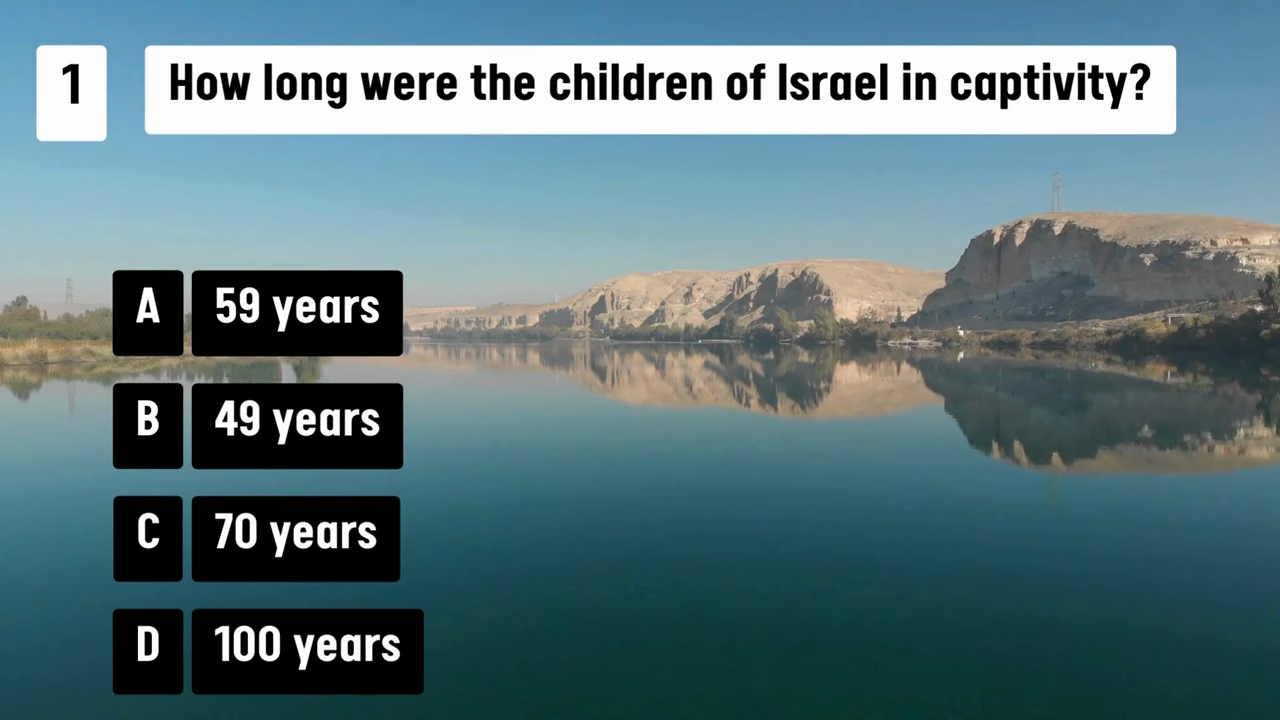 1 How long were the children of Israel in captivity?
A 59 years
B 49 years
C 70 years
D 100 years